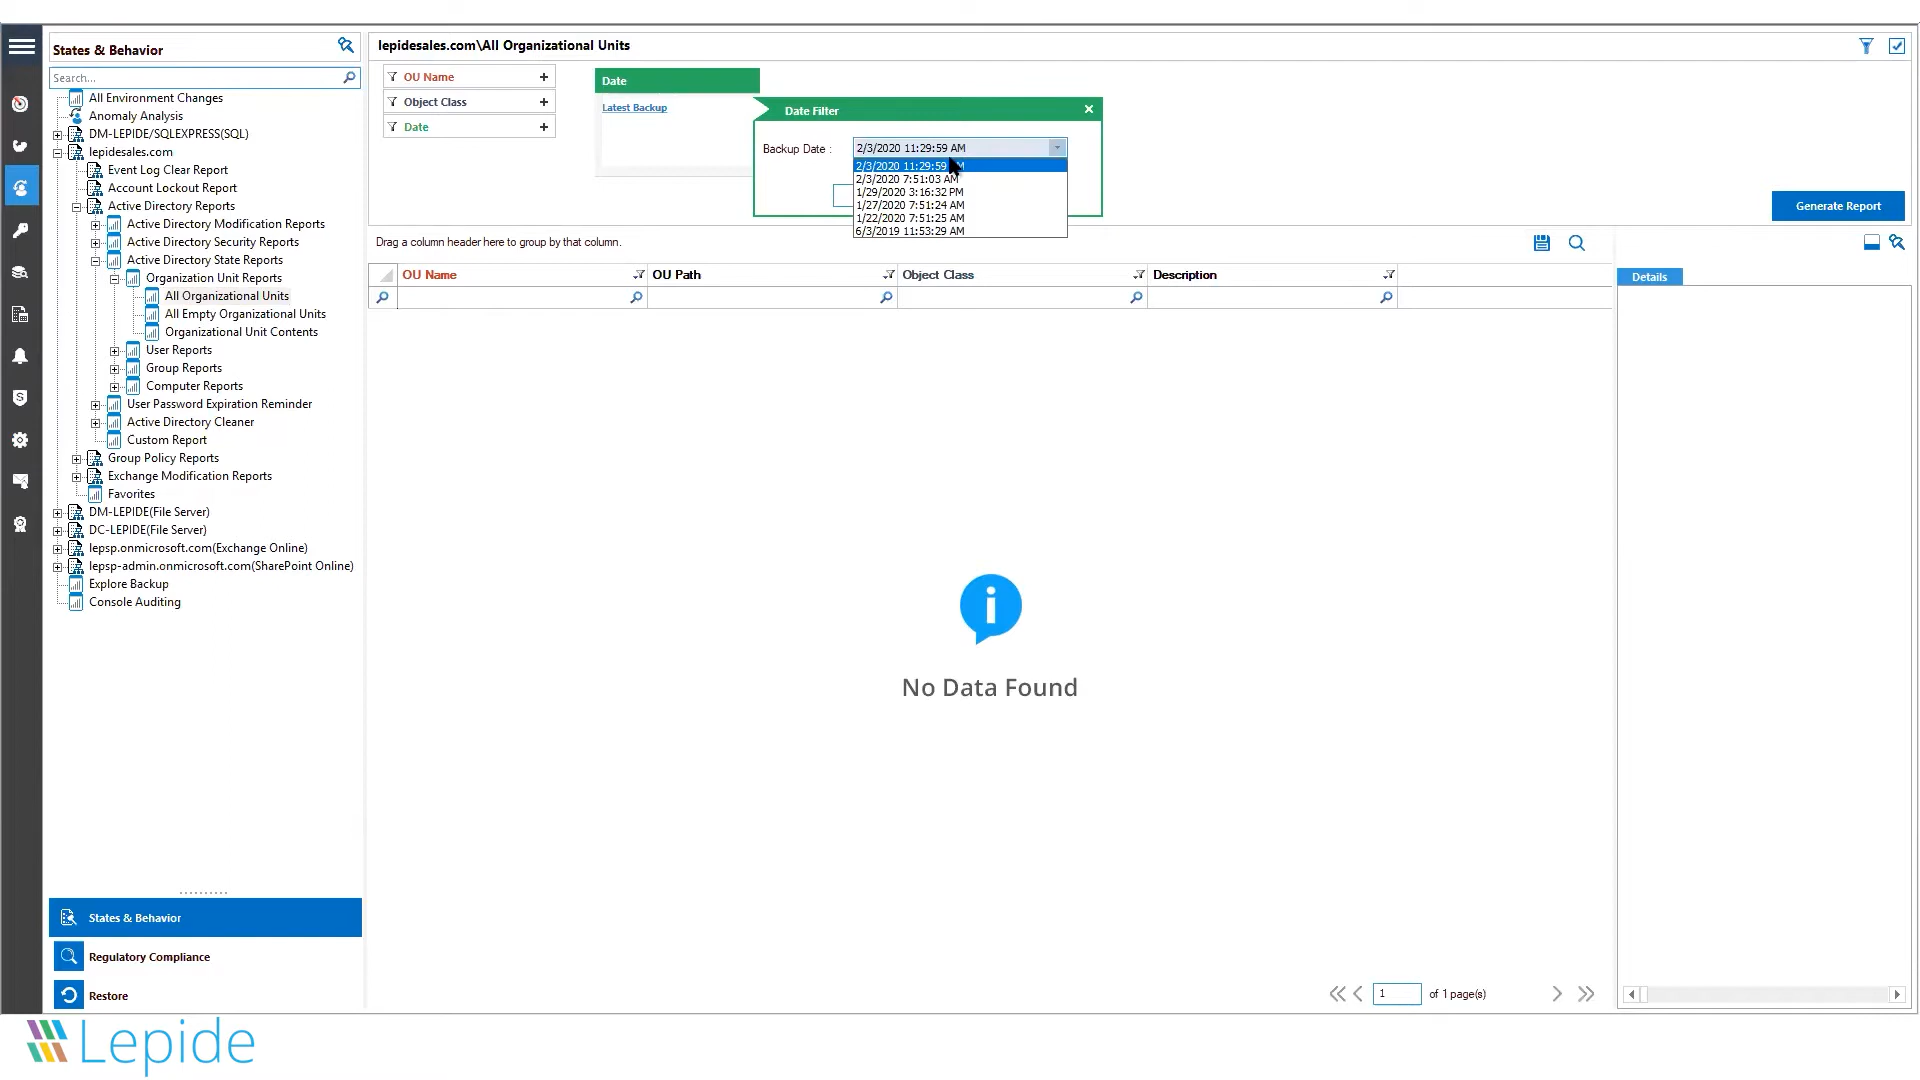 States & Behavior
Search...
All Environment Changes
Anomaly Analysis
DM-LEPIDE/SQLEXPRESS(SQL)
lepidesales.com
Event Log Clear Report
Account Lockout Report
Active Directory Reports
Active Directory Modification Reports
Active Directory Security Reports
Active Directory State Reports
Organization Unit Reports
All Organizational Units
All Empty Organizational Units
Organizational Unit Contents
User Reports
Group Reports
Computer Reports
User Password Expiration Reminder
Active Directory Cleaner
Custom Report
Group Policy Reports
Exchange Modification Reports
Favorites
DM-LEPIDE(File Server)
DC-LEPIDE(File Server)
lepsp.onmicrosoft.com(Exchange Online)
lepsp-admin.onmicrosoft.com(SharePoint Online)
Explore Backup
Console Auditing
States & Behavior
Regulatory Compliance
Restore
lepidesales.com\All Organizational Units
OU Name +
Object Class +
Date +
Date
Latest Backup
Date Filter
Backup Date :
2/3/2020 11:29:59 AM
2/3/2020 11:29:59
2/3/2020 7:51:03 AM
1/29/2020 3:16:32 PM
1/27/2020 7:51:24 AM
1/22/2020 7:51:25 AM
6/3/2019 11:53:29 AM
Generate Report
Drag a column header here to group by that column.
OU Name OU Path Object Class Description
Details
No Data Found
1 of 1 page(s)
Lepide